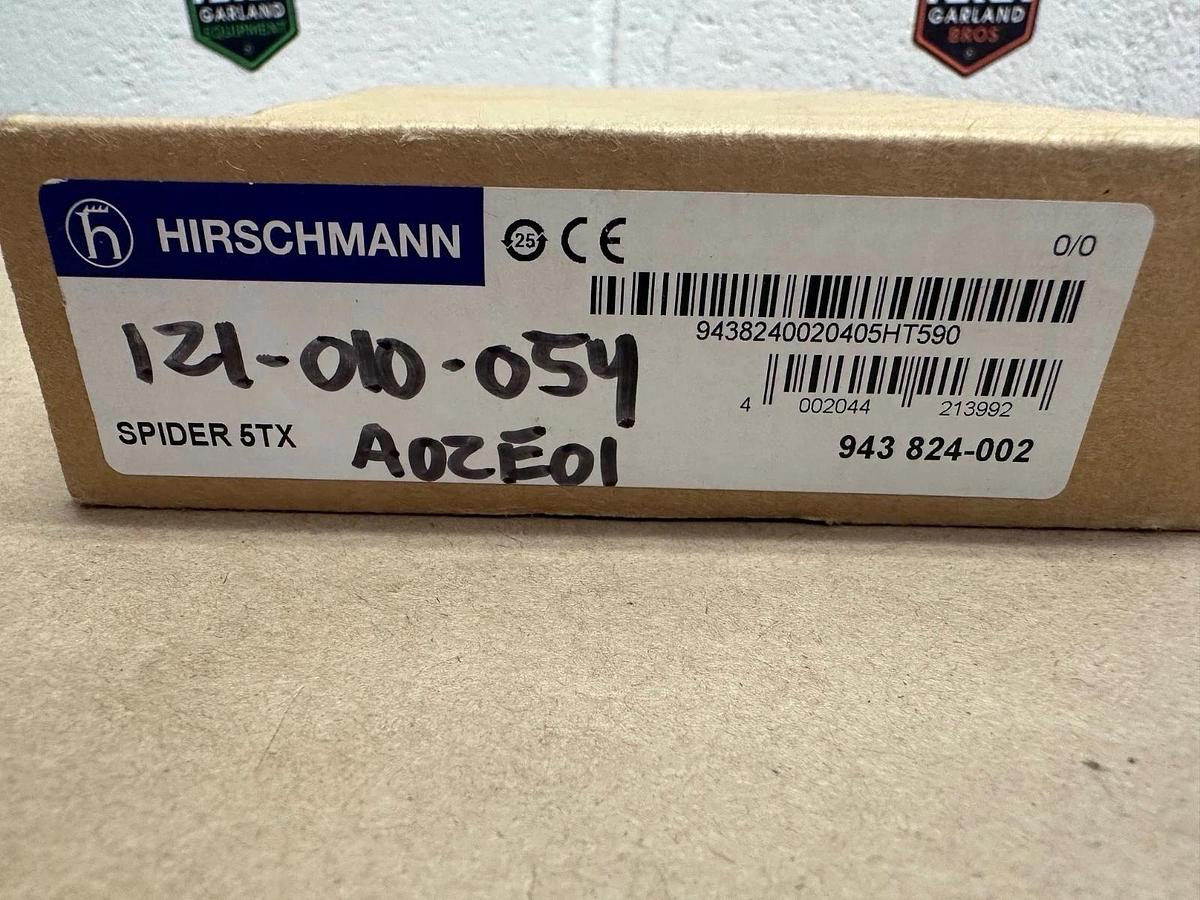 GARLAND
EQUIPMENT
GARLAND
BROS
HIRSCHMANN
25
CE
0/0
9438240020405HT590
121-010-054
4 002044 213992
SPIDER 5TX
A02E01
943 824-002